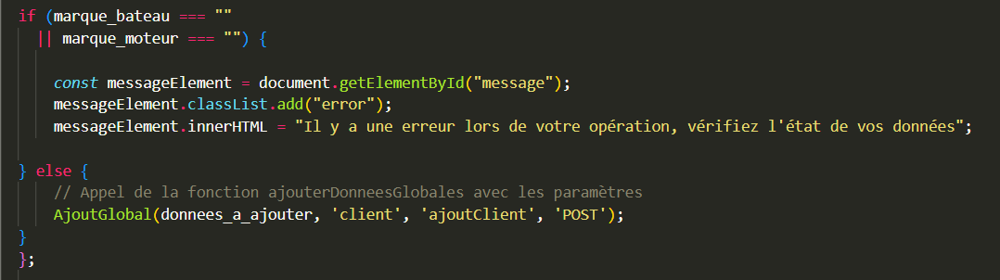 if (marque_bateau === ""
|| marque_moteur === "") {
const messageElement = document.getElementById("message");
messageElement.classList.add("error");
messageElement.innerHTML = "Il y a une erreur lors de votre opération, vérifiez l'état de vos données";
} else {
// Appel de la fonction ajouterDonneesGlobales avec les paramètres
AjoutGlobal(donnees_a_ajouter, 'client', 'ajoutClient', 'POST');
}
};